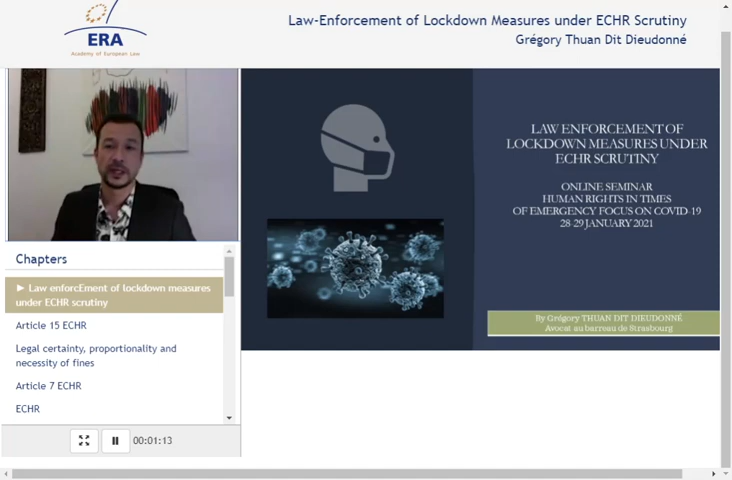 ERA
Academy of European Law
Law-Enforcement of Lockdown Measures under ECHR Scrutiny
Grégory Thuan Dit Dieudonné
LAW ENFORCEMENT OF
LOCKDOWN MEASURES UNDER
ECHR SCRUTINY
ONLINE SEMINAR
HUMAN RIGHTS IN TIMES
OF EMERGENCY FOCUS ON COVID-19
28-29 JANUARY 2021
By Grégory THUAN DIT DIEUDONNÉ
Avocat au barreau de Strasbourg
Chapters
► Law enforcEment of lockdown measures
under ECHR scrutiny
Article 15 ECHR
Legal certainty, proportionality and
necessity of fines
Article 7 ECHR
ECHR
00:01:13